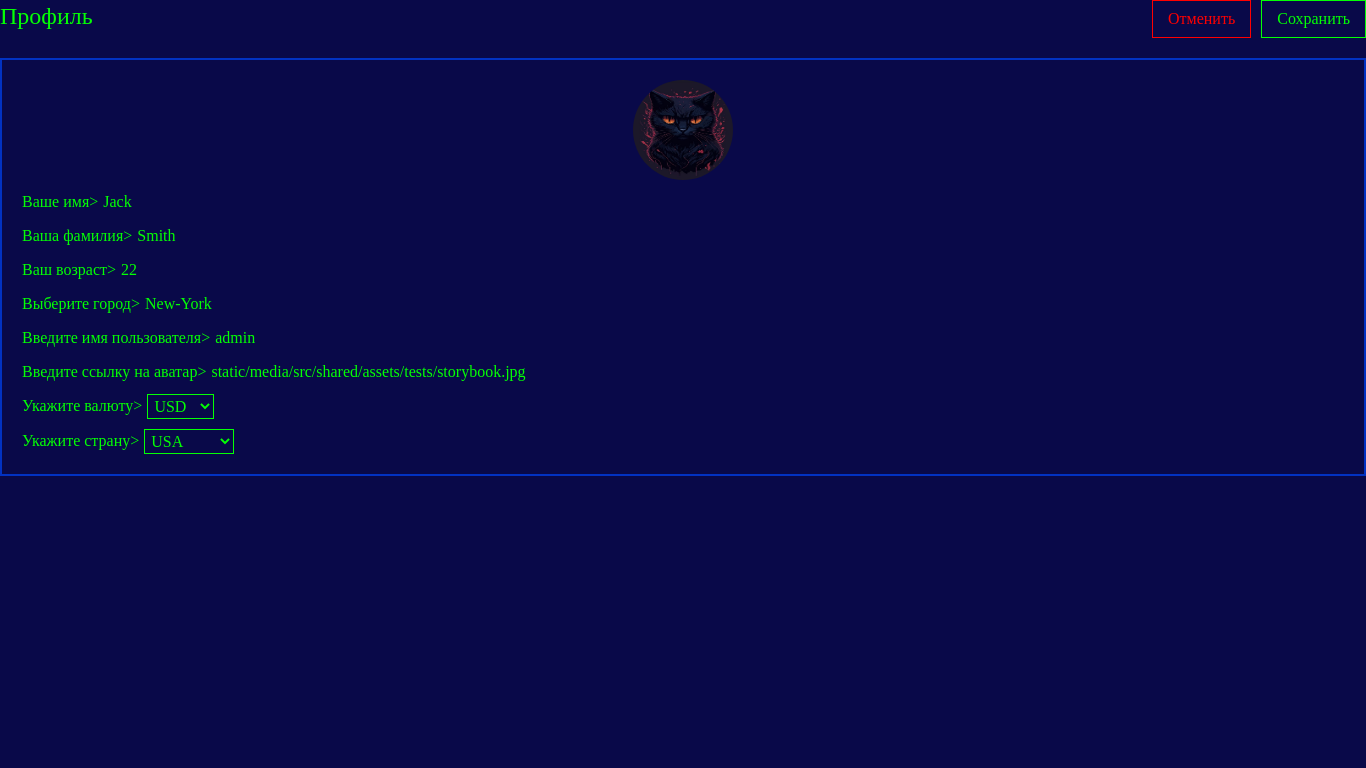 Профиль
Отменить
Сохранить
Ваше имя> Jack
Ваша фамилия> Smith
Ваш возраст> 22
Выберите город> New-York
Введите имя пользователя> admin
Введите ссылку на аватар> static/media/src/shared/assets/tests/storybook.jpg
Укажите валюту> USD
Укажите страну> USA